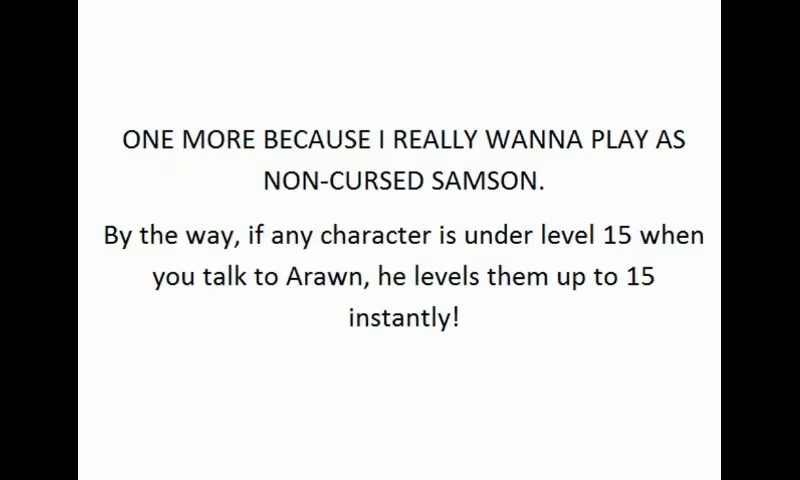 ONE MORE BECAUSE I REALLY WANNA PLAY AS
NON-CURSED SAMSON.
By the way, if any character is under level 15 when
you talk to Arawn, he levels them up to 15
instantly!